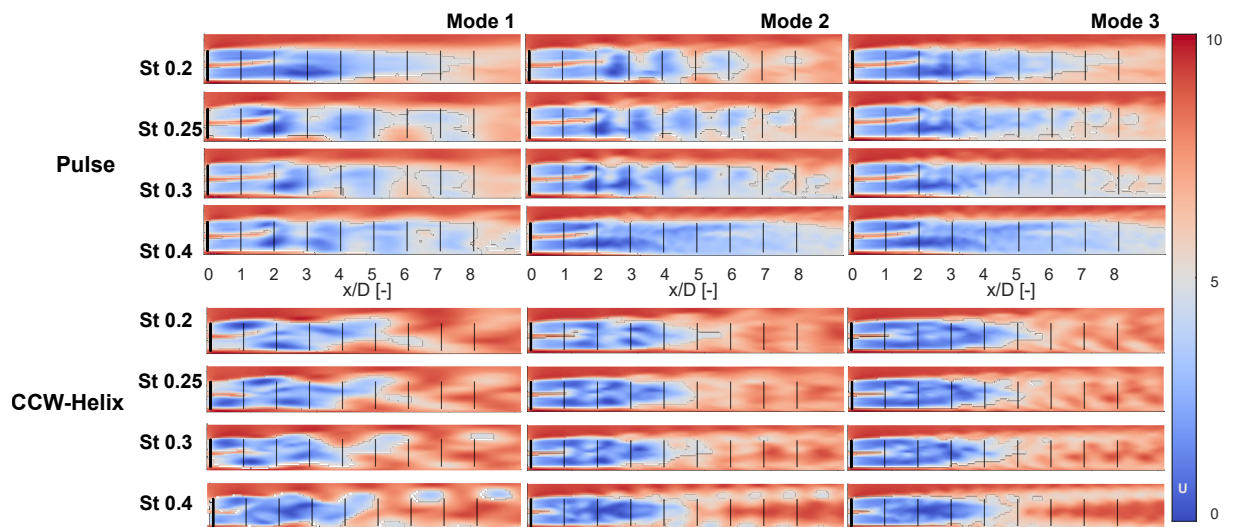 Mode 1 Mode 2 Mode 3
10
St 0.2
St 0.25
Pulse
St 0.3
St 0.4
0 1 2 3 4 5 6 7 8 0 1 2 3 4 5 6 7 8 0 1 2 3 4 5 6 7 8
5
x/D [-] x/D [-] x/D [-]
St 0.2
St 0.25
CCW-Helix
St 0.3
U
St 0.4
0